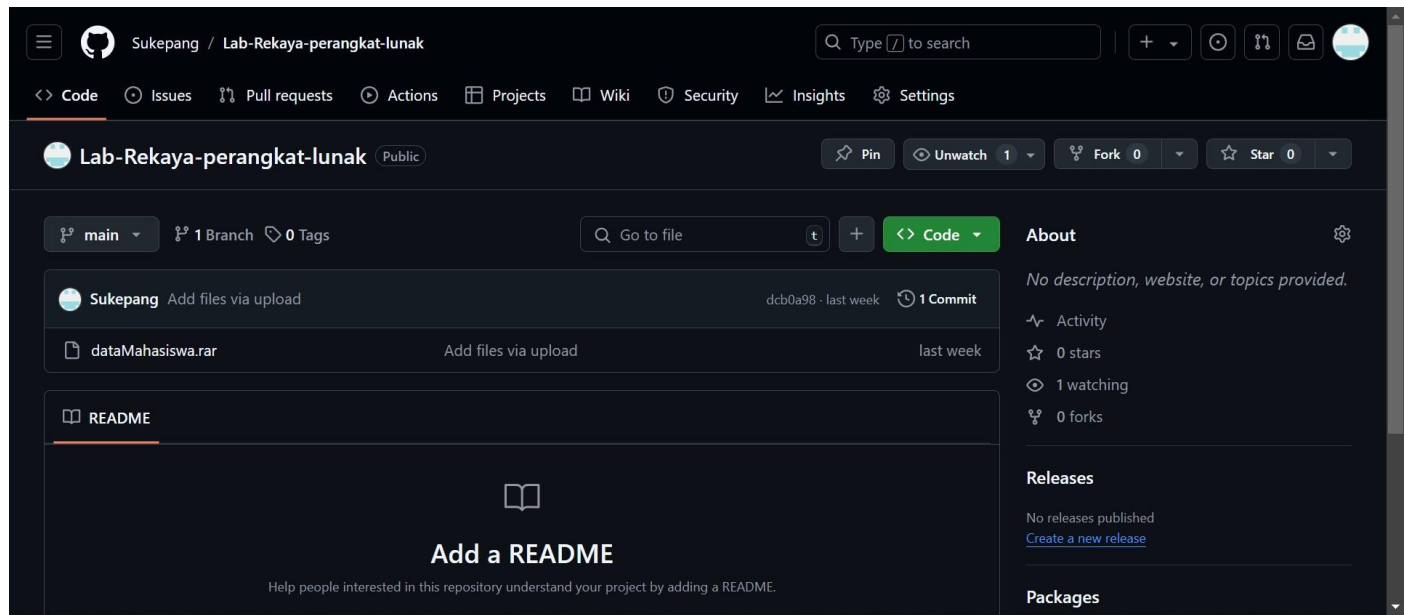 Sukepang / Lab-Rekaya-perangkat-lunak
Type / to search
Code Issues Pull requests Actions Projects Wiki Security Insights Settings
Lab-Rekaya-perangkat-lunak Public
Pin Unwatch 1 Fork 0 Star 0
main 1 Branch 0 Tags
Go to file t + Code
Sukepang Add files via upload dcb0a98 · last week 1 Commit
dataMahasiswa.rar Add files via upload last week
README
Add a README
Help people interested in this repository understand your project by adding a README.
About
No description, website, or topics provided.
Activity
0 stars
1 watching
0 forks
Releases
No releases published
Create a new release
Packages